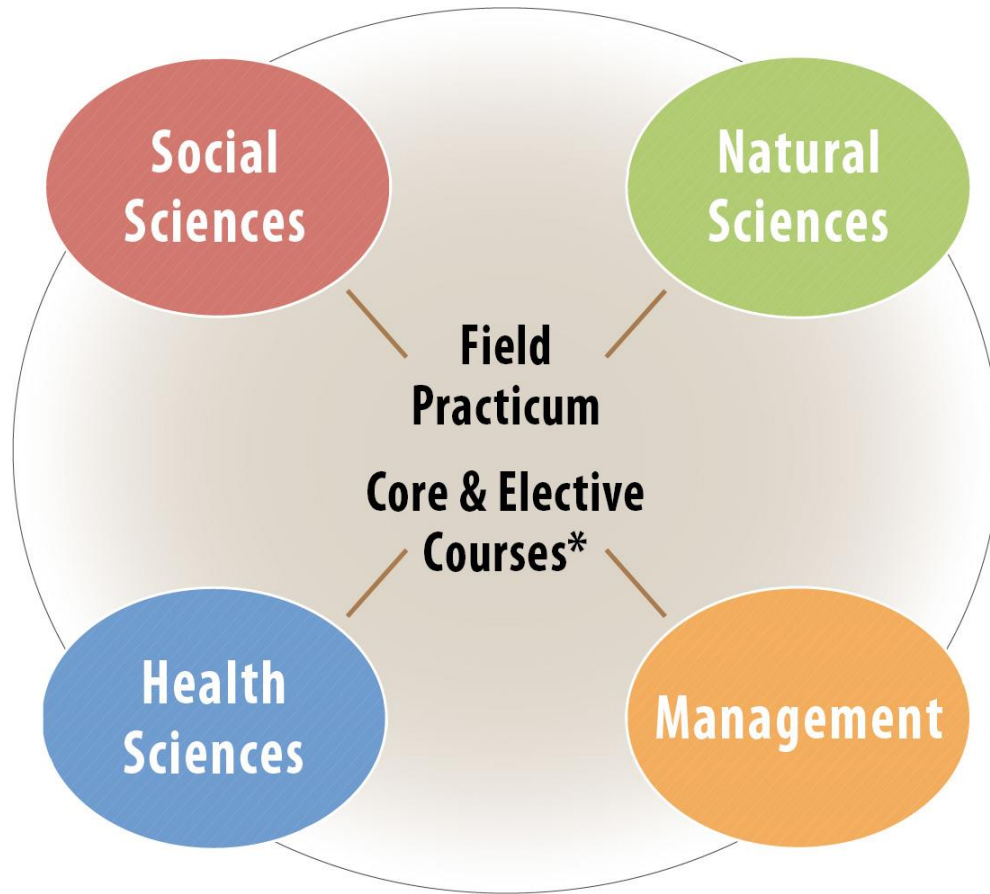 Social
Sciences
Natural
Sciences
Field
Practicum
Core & Elective
Courses*
Health
Sciences
Management